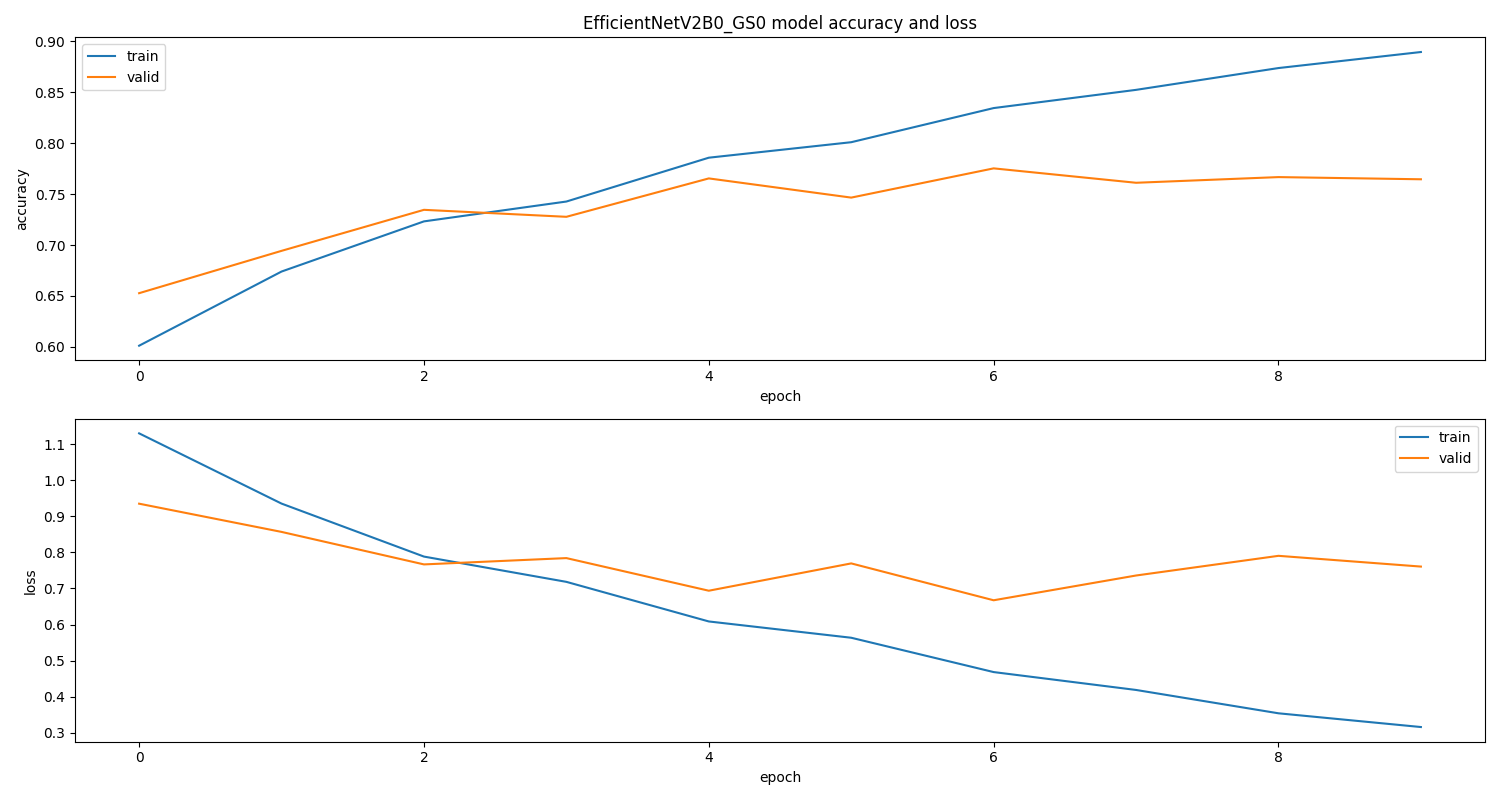 EfficientNetV2B0_GS0 model accuracy and loss
0.90
0.85
0.80
0.75
0.70
0.65
0.60
accuracy
train
valid
0 2 4 6 8
epoch
1.1
1.0
0.9
0.8
0.7
0.6
0.5
0.4
0.3
loss
train
valid
0 2 4 6 8
epoch